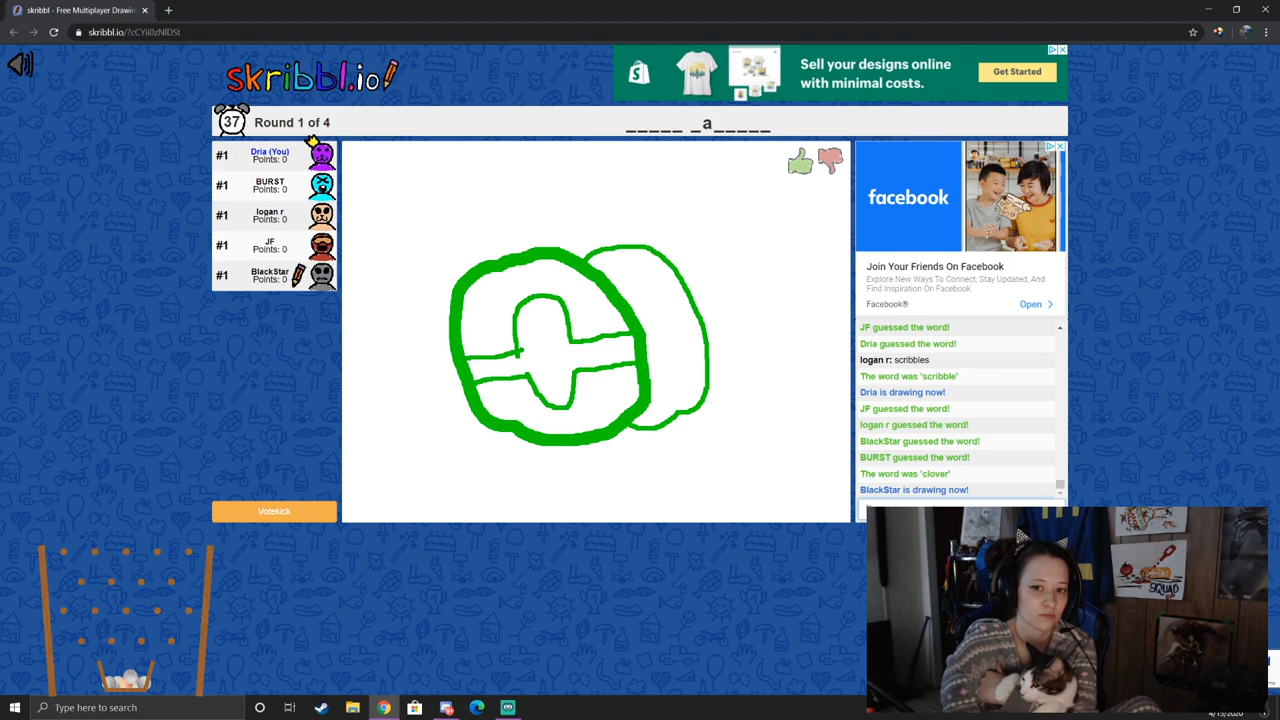 skribbl - Free Multiplayer Drawin
skribbl.io/?cCYii0zNlDSt
skribbl.io!
Sell your designs online
with minimal costs.
Get Started
37
Round 1 of 4
_____ _a_____
#1
Dria (You)
Points: 0
#1
BURST
Points: 0
#1
logan r
Points: 0
#1
JF
Points: 0
#1
BlackStar
Points: 0
Votekick
facebook
Join Your Friends On Facebook
Explore New Ways To Connect, Stay Updated, And
Find Inspiration On Facebook.
Facebook®
Open
JF guessed the word!
Dria guessed the word!
logan r: scribbles
The word was 'scribble'
Dria is drawing now!
JF guessed the word!
logan r guessed the word!
BlackStar guessed the word!
BURST guessed the word!
The word was 'clover'
BlackStar is drawing now!
SQUAD
Type here to search
4/13/2020